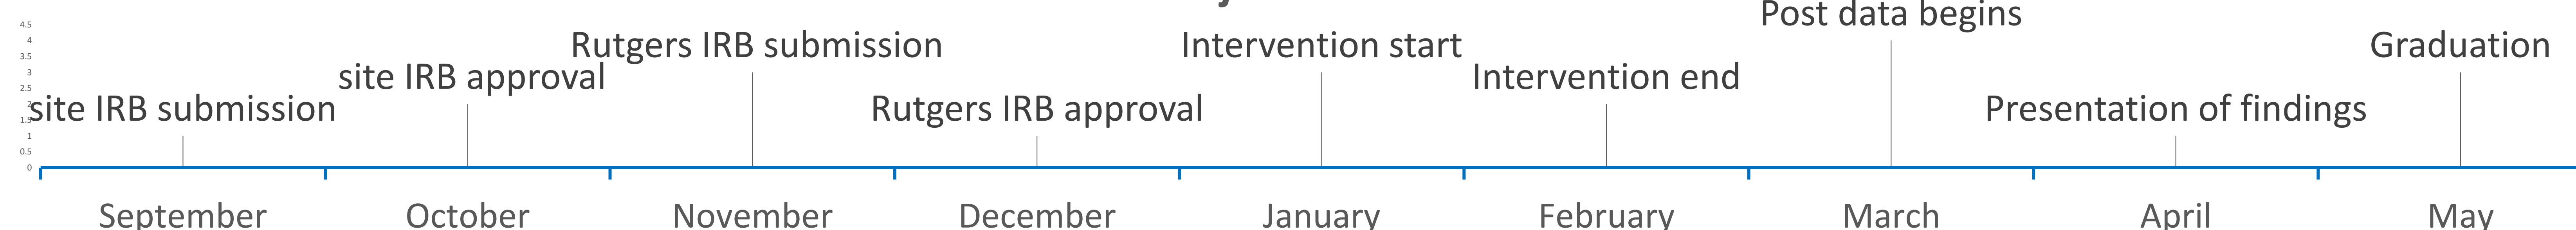 4.5
4
3.5
3
2.5
2
1.5
1
0.5
0
site IRB submission
site IRB approval
Rutgers IRB submission
Rutgers IRB approval
Intervention start
Intervention end
Post data begins
Presentation of findings
Graduation
September October November December January February March April May